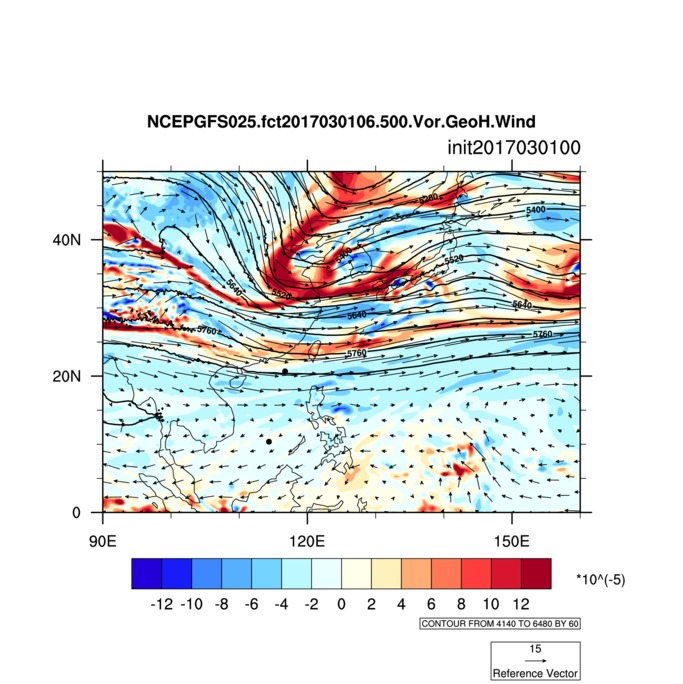 NCEPGFS025.fct2017030106.500.Vor.GeoH.Wind
init2017030100
5280
5400
40N
5400
5520
5640
5520
5640
5640
5760
5760
5760
20N
0
90E 120E 150E
-12 -10 -8 -6 -4 -2 0 2 4 6 8 10 12
*10^(-5)
CONTOUR FROM 4140 TO 6480 BY 60
15
Reference Vector